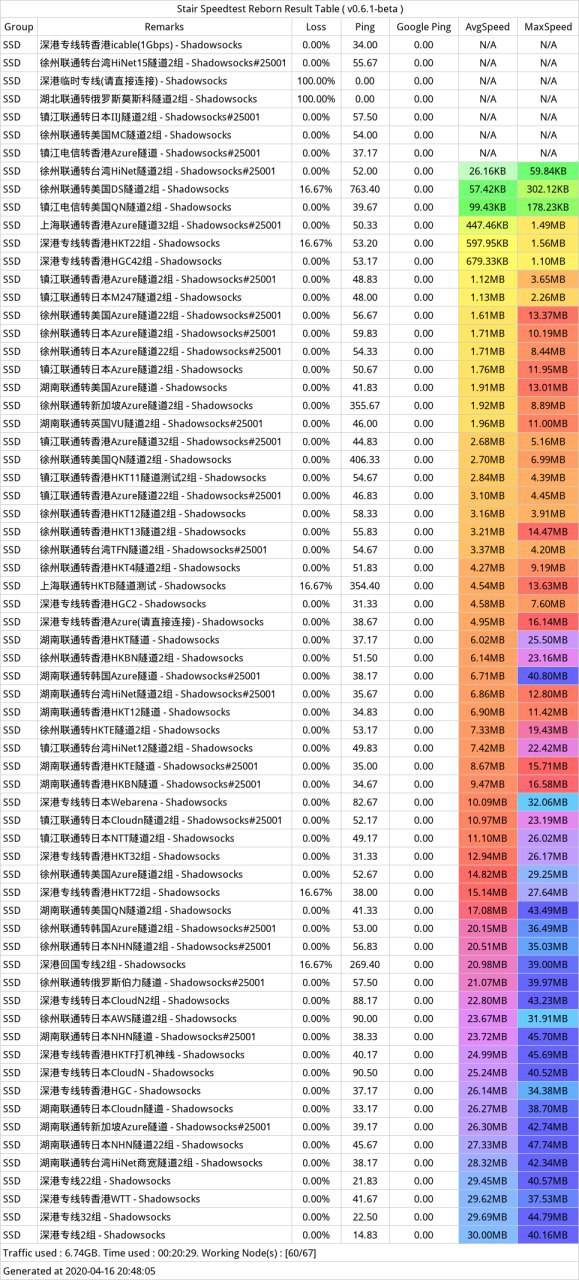 Stair Speedtest Reborn Result Table ( v0.6.1-beta )
Group Remarks Loss Ping Google Ping AvgSpeed MaxSpeed
SSD 深港专线转香港icable(1Gbps) - Shadowsocks 0.00% 34.00 0.00 N/A N/A
SSD 徐州联通转台湾HiNet15隧道2组 - Shadowsocks#25001 0.00% 55.67 0.00 N/A N/A
SSD 深港临时专线(请直接连接) - Shadowsocks 100.00% 0.00 0.00 N/A N/A
SSD 湖北联通转俄罗斯莫斯科隧道2组 - Shadowsocks 100.00% 0.00 0.00 N/A N/A
SSD 镇江联通转日本IIJ隧道2组 - Shadowsocks#25001 0.00% 57.50 0.00 N/A N/A
SSD 徐州联通转美国MC隧道2组 - Shadowsocks 0.00% 54.00 0.00 N/A N/A
SSD 镇江电信转香港Azure隧道 - Shadowsocks 0.00% 37.17 0.00 N/A N/A
SSD 徐州联通转台湾HiNet隧道2组 - Shadowsocks#25001 0.00% 52.00 0.00 26.16KB 59.84KB
SSD 徐州联通转美国DS隧道2组 - Shadowsocks 16.67% 763.40 0.00 57.42KB 302.12KB
SSD 镇江电信转美国QN隧道2组 - Shadowsocks 0.00% 39.67 0.00 99.43KB 178.23KB
SSD 上海联通转香港Azure隧道32组 - Shadowsocks#25001 0.00% 50.33 0.00 447.46KB 1.49MB
SSD 深港专线转香港HKT22组 - Shadowsocks 16.67% 53.20 0.00 597.95KB 1.56MB
SSD 深港专线转香港HGC42组 - Shadowsocks 0.00% 53.17 0.00 679.33KB 1.10MB
SSD 镇江联通转香港Azure隧道2组 - Shadowsocks#25001 0.00% 48.83 0.00 1.12MB 3.65MB
SSD 镇江联通转日本M247隧道2组 - Shadowsocks 0.00% 48.00 0.00 1.13MB 2.26MB
SSD 徐州联通转美国Azure隧道22组 - Shadowsocks#25001 0.00% 56.67 0.00 1.61MB 13.37MB
SSD 徐州联通转日本Azure隧道2组 - Shadowsocks#25001 0.00% 59.83 0.00 1.71MB 10.19MB
SSD 徐州联通转日本Azure隧道22组 - Shadowsocks#25001 0.00% 54.33 0.00 1.71MB 8.44MB
SSD 镇江联通转日本Azure隧道2组 - Shadowsocks 0.00% 50.67 0.00 1.76MB 11.95MB
SSD 湖南联通转美国Azure隧道 - Shadowsocks 0.00% 41.83 0.00 1.91MB 13.01MB
SSD 徐州联通转新加坡Azure隧道2组 - Shadowsocks 0.00% 355.67 0.00 1.92MB 8.89MB
SSD 湖南联通转英国VU隧道2组 - Shadowsocks#25001 0.00% 46.00 0.00 1.96MB 11.00MB
SSD 镇江联通转香港Azure隧道32组 - Shadowsocks#25001 0.00% 44.83 0.00 2.68MB 5.16MB
SSD 徐州联通转美国QN隧道2组 - Shadowsocks 0.00% 406.33 0.00 2.70MB 6.99MB
SSD 镇江联通转香港HKT11隧道测试2组 - Shadowsocks 0.00% 54.67 0.00 2.84MB 4.39MB
SSD 镇江联通转香港Azure隧道22组 - Shadowsocks#25001 0.00% 46.83 0.00 3.10MB 4.45MB
SSD 徐州联通转香港HKT12隧道2组 - Shadowsocks 0.00% 58.33 0.00 3.16MB 3.91MB
SSD 徐州联通转香港HKT13隧道2组 - Shadowsocks 0.00% 55.83 0.00 3.21MB 14.47MB
SSD 徐州联通转台湾TFN隧道2组 - Shadowsocks#25001 0.00% 54.67 0.00 3.37MB 4.20MB
SSD 徐州联通转香港HKT4隧道2组 - Shadowsocks 0.00% 51.83 0.00 4.27MB 9.19MB
SSD 上海联通转HKTB隧道测试 - Shadowsocks 16.67% 354.40 0.00 4.54MB 13.63MB
SSD 深港专线转香港HGC2 - Shadowsocks 0.00% 31.33 0.00 4.58MB 7.60MB
SSD 深港专线转香港Azure(请直接连接) - Shadowsocks 0.00% 38.67 0.00 4.95MB 16.14MB
SSD 湖南联通转香港HKT隧道 - Shadowsocks 0.00% 37.17 0.00 6.02MB 25.50MB
SSD 徐州联通转香港HKBN隧道2组 - Shadowsocks 0.00% 51.50 0.00 6.14MB 23.16MB
SSD 湖南联通转韩国Azure隧道 - Shadowsocks#25001 0.00% 38.17 0.00 6.71MB 40.80MB
SSD 湖南联通转台湾HiNet隧道2组 - Shadowsocks#25001 0.00% 35.67 0.00 6.86MB 12.80MB
SSD 湖南联通转香港HKT12隧道 - Shadowsocks 0.00% 34.83 0.00 6.90MB 11.42MB
SSD 徐州联通转HKTE隧道2组 - Shadowsocks 0.00% 53.17 0.00 7.33MB 19.43MB
SSD 镇江联通转台湾HiNet12隧道2组 - Shadowsocks 0.00% 49.83 0.00 7.42MB 22.42MB
SSD 湖南联通转香港HKTE隧道 - Shadowsocks#25001 0.00% 35.00 0.00 8.67MB 15.71MB
SSD 湖南联通转香港HKBN隧道 - Shadowsocks#25001 0.00% 34.67 0.00 9.47MB 16.58MB
SSD 深港专线转日本Webarena - Shadowsocks 0.00% 82.67 0.00 10.09MB 32.06MB
SSD 镇江联通转日本Cloudn隧道2组 - Shadowsocks#25001 0.00% 52.17 0.00 10.97MB 23.19MB
SSD 镇江联通转日本NTT隧道2组 - Shadowsocks 0.00% 49.17 0.00 11.10MB 26.02MB
SSD 深港专线转香港HKT32组 - Shadowsocks 0.00% 31.33 0.00 12.94MB 26.17MB
SSD 徐州联通转美国Azure隧道2组 - Shadowsocks 0.00% 52.67 0.00 14.82MB 29.25MB
SSD 深港专线转香港HKT72组 - Shadowsocks 16.67% 38.00 0.00 15.14MB 27.64MB
SSD 湖南联通转美国QN隧道2组 - Shadowsocks 0.00% 41.33 0.00 17.08MB 43.49MB
SSD 徐州联通转韩国Azure隧道2组 - Shadowsocks 0.00% 53.00 0.00 20.15MB 36.49MB
SSD 徐州联通转日本NHN隧道2组 - Shadowsocks#25001 0.00% 56.83 0.00 20.51MB 35.03MB
SSD 深港回国专线2组 - Shadowsocks 16.67% 269.40 0.00 20.98MB 39.00MB
SSD 徐州联通转俄罗斯伯力隧道 - Shadowsocks 0.00% 57.50 0.00 21.07MB 39.97MB
SSD 深港专线转日本CloudN2组 - Shadowsocks 0.00% 88.17 0.00 22.80MB 43.23MB
SSD 徐州联通转日本AWS隧道2组 - Shadowsocks 0.00% 90.00 0.00 23.67MB 31.91MB
SSD 湖南联通转日本NHN隧道 - Shadowsocks#25001 0.00% 38.33 0.00 23.72MB 45.70MB
SSD 深港专线转香港HKTF打机神线 - Shadowsocks 0.00% 40.17 0.00 24.99MB 45.69MB
SSD 深港专线转日本CloudN - Shadowsocks 0.00% 90.50 0.00 25.24MB 40.52MB
SSD 深港专线转香港HGC - Shadowsocks 0.00% 37.17 0.00 26.14MB 34.38MB
SSD 湖南联通转日本Cloudn隧道 - Shadowsocks 0.00% 33.17 0.00 26.27MB 38.70MB
SSD 湖南联通转新加坡Azure隧道 - Shadowsocks#25001 0.00% 39.17 0.00 26.30MB 42.74MB
SSD 湖南联通转日本NHN隧道22组 - Shadowsocks 0.00% 45.67 0.00 27.33MB 47.74MB
SSD 湖南联通转台湾HiNet商宽隧道2组 - Shadowsocks 0.00% 38.17 0.00 28.32MB 42.34MB
SSD 深港专线22组 - Shadowsocks 0.00% 21.83 0.00 29.45MB 40.57MB
SSD 深港专线转香港WTT - Shadowsocks 0.00% 41.67 0.00 29.62MB 37.53MB
SSD 深港专线32组 - Shadowsocks 0.00% 22.50 0.00 29.69MB 44.79MB
SSD 深港专线2组 - Shadowsocks 0.00% 14.83 0.00 30.00MB 40.16MB
Traffic used : 6.74GB. Time used : 00:20:29. Working Node(s) : [60/67]
Generated at 2020-04-16 20:48:05